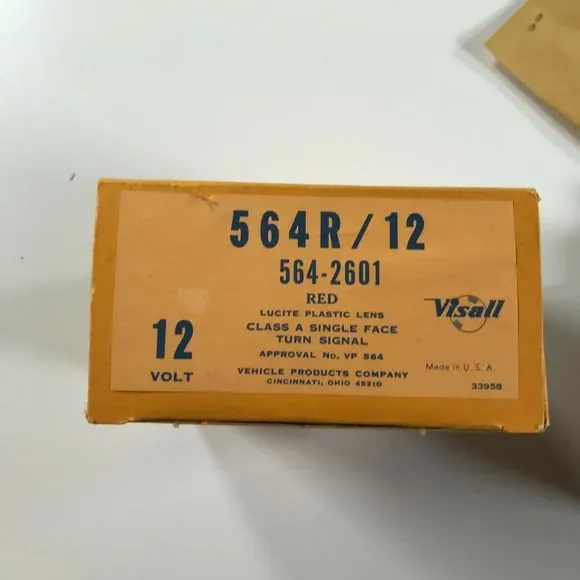 564R/12
564-2601
RED
LUCITE PLASTIC LENS
CLASS A SINGLE FACE
TURN SIGNAL
APPROVAL No. VP 564
VEHICLE PRODUCTS COMPANY
CINCINNATI, OHIO 45210
12
VOLT
Visall
Made in U. S. A.
33958